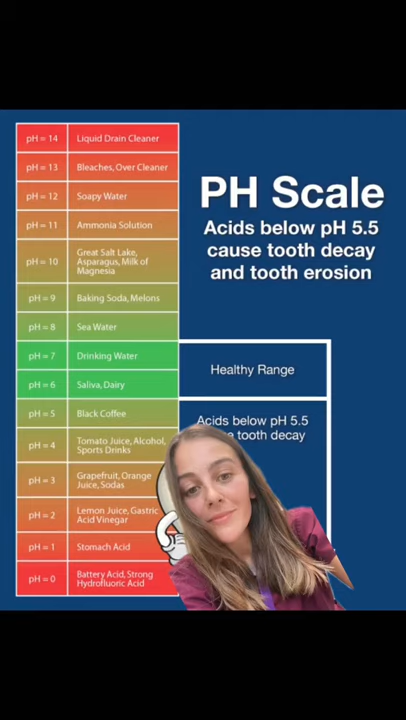 pH = 14 Liquid Drain Cleaner
pH = 13 Bleaches, Over Cleaner
pH = 12 Soapy Water
pH = 11 Ammonia Solution
pH = 10 Great Salt Lake,
Asparagus, Milk of
Magnesia
pH = 9 Baking Soda, Melons
pH = 8 Sea Water
pH = 7 Drinking Water
pH = 6 Saliva, Dairy
pH = 5 Black Coffee
pH = 4 Tomato Juice, Alcohol,
Sports Drinks
pH = 3 Grapefruit, Orange
Juice, Sodas
pH = 2 Lemon Juice, Gastric
Acid Vinegar
pH = 1 Stomach Acid
pH = 0 Battery Acid, Strong
Hydrofluoric Acid
PH Scale
Acids below pH 5.5
cause tooth decay
and tooth erosion
Healthy Range
Acids below pH 5.5
tooth decay